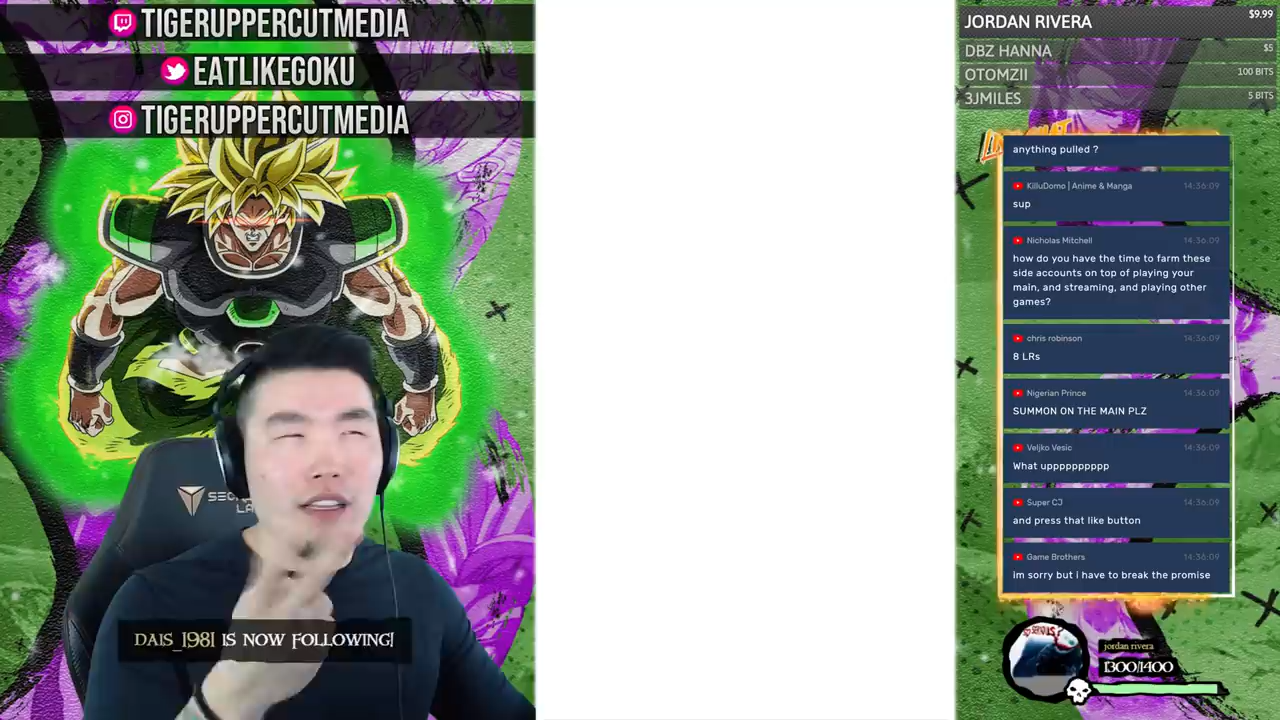 TIGERUPPERCUTMEDIA
EATLIKEGOKU
TIGERUPPERCUTMEDIA
DAIS_1981 IS NOW FOLLOWING!
JORDAN RIVERA $9.99
DBZ HANNA $5
OTOMZII 100 BITS
3JMILES 5 BITS
anything pulled ?
KilluDomo | Anime & Manga 14:36:09
sup
Nicholas Mitchell 14:36:09
how do you have the time to farm these
side accounts on top of playing your
main, and streaming, and playing other
games?
chris robinson 14:36:09
8 LRs
Nigerian Prince 14:36:09
SUMMON ON THE MAIN PLZ
Veljko Vesic 14:36:09
What upppppppppp
Super CJ 14:36:09
and press that like button
Game Brothers 14:36:09
im sorry but i have to break the promise
jordan rivera
1300/1400